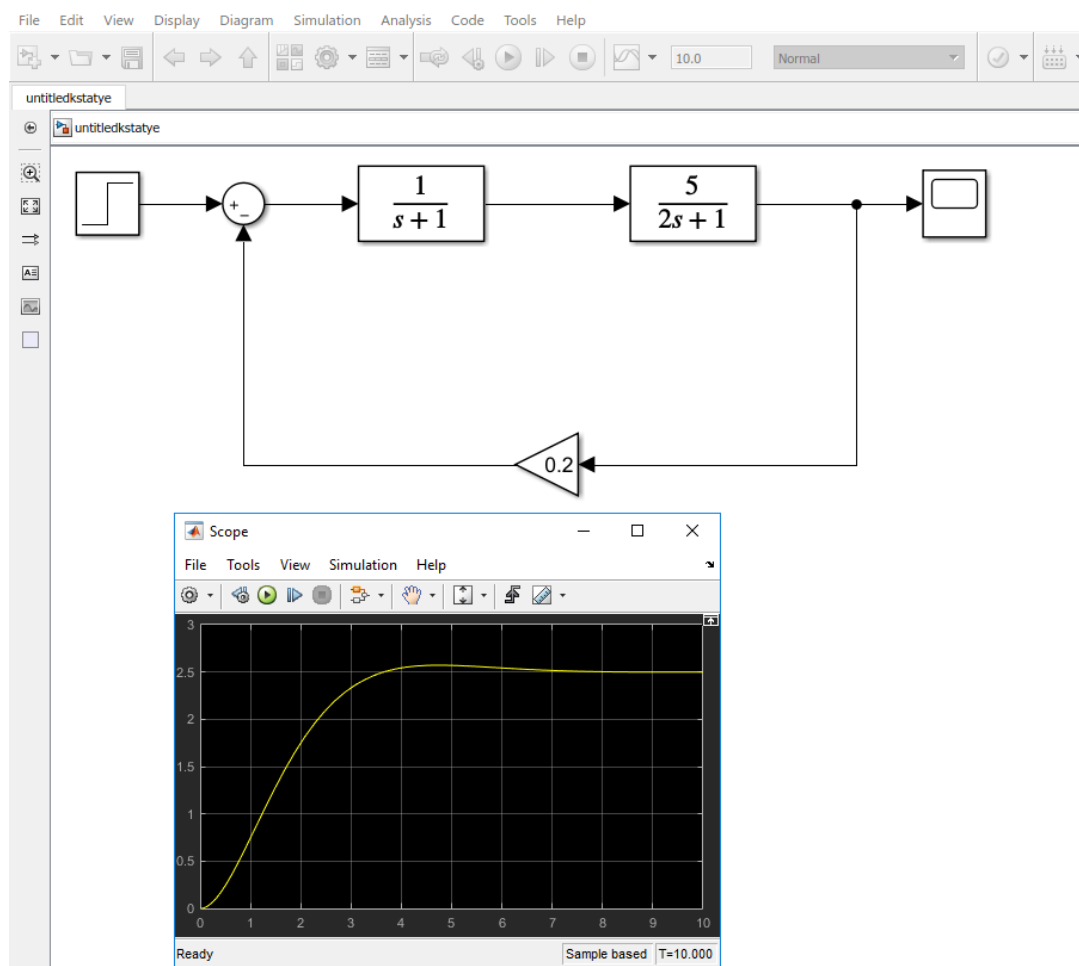 File Edit View Display Diagram Simulation Analysis Code Tools Help
10.0 Normal
untitledkstatye
untitledkstatye
+
−
1
s + 1
5
2s + 1
0.2
Scope
File Tools View Simulation Help
3
2.5
2
1.5
1
0.5
0
0 1 2 3 4 5 6 7 8 9 10
Ready Sample based T=10.000